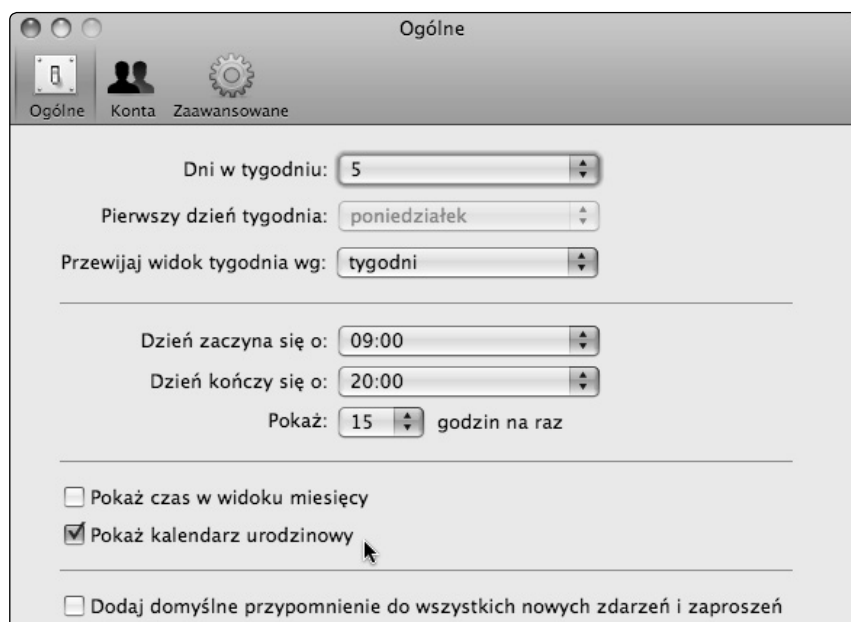 Ogólne
Ogólne Konta Zaawansowane
Dni w tygodniu: 5
Pierwszy dzień tygodnia: poniedziałek
Przewijaj widok tygodnia wg: tygodni
Dzień zaczyna się o: 09:00
Dzień kończy się o: 20:00
Pokaż: 15 godzin na raz
Pokaż czas w widoku miesięcy
Pokaż kalendarz urodzinowy
Dodaj domyślne przypomnienie do wszystkich nowych zdarzeń i zaproszeń